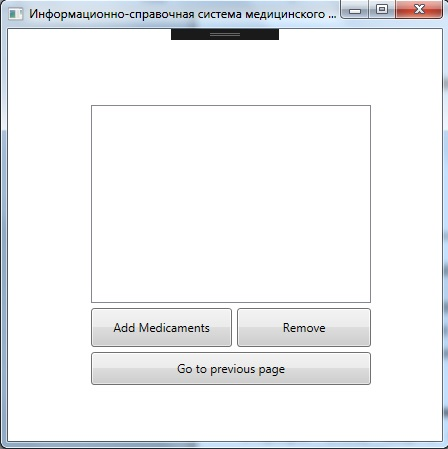 Информационно-справочная система медицинского ...
Add Medicaments
Remove
Go to previous page